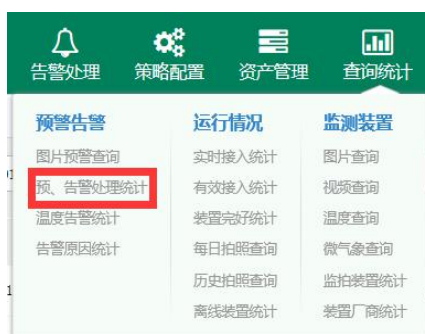 告警处理 策略配置 资产管理 查询统计
预警告警 运行情况 监测装置
图片预警查询 实时接入统计 图片查询
预、告警处理统计 有效接入统计 视频查询
温度告警统计 装置完好统计 温度查询
告警原因统计 每日拍照查询 微气象查询
历史拍照查询 监拍装置统计
离线装置统计 装置厂商统计